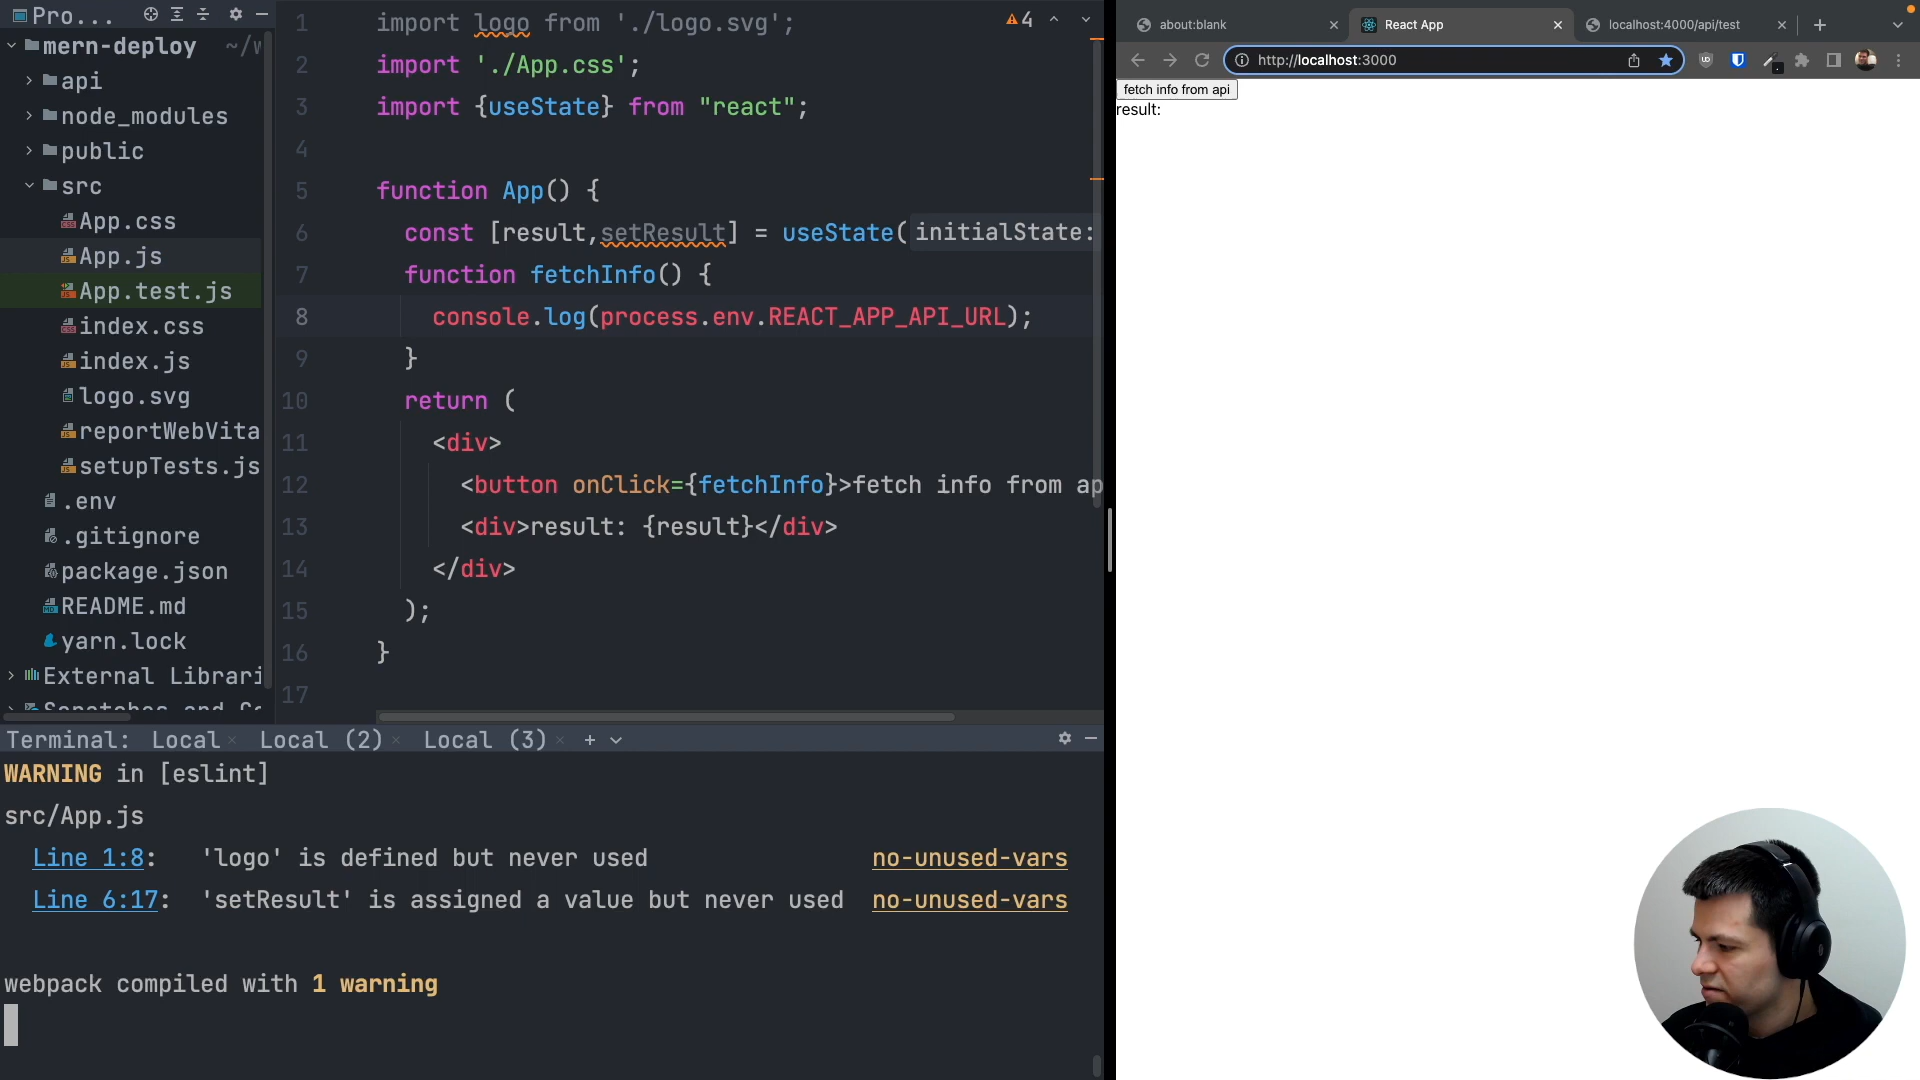 Pro...
mern-deploy ~/w
api
node_modules
public
src
App.css
App.js
App.test.js
index.css
index.js
logo.svg
reportWebVita
setupTests.js
.env
.gitignore
package.json
README.md
yarn.lock
External Librari
4
1 import logo from './logo.svg';
2 import './App.css';
3 import {useState} from "react";
4
5 function App() {
6 const [result,setResult] = useState( initialState:
7 function fetchInfo() {
8 console.log(process.env.REACT_APP_API_URL);
9 }
10 return (
11 <div>
12 <button onClick={fetchInfo}>fetch info from ap
13 <div>result: {result}</div>
14 </div>
15 );
16 }
17
Terminal: Local × Local (2) × Local (3) × +
WARNING in [eslint]
src/App.js
Line 1:8: 'logo' is defined but never used no-unused-vars
Line 6:17: 'setResult' is assigned a value but never used no-unused-vars
webpack compiled with 1 warning
about:blank
React App
localhost:4000/api/test
http://localhost:3000
fetch info from api
result: